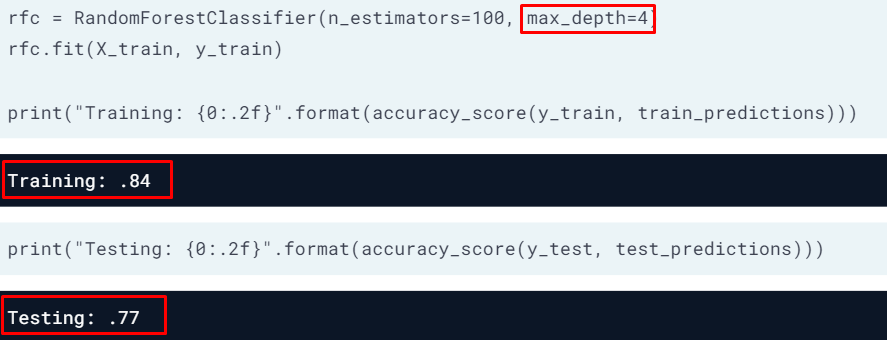 rfc = RandomForestClassifier(n_estimators=100, max_depth=4)
rfc.fit(X_train, y_train)
print("Training: {0:.2f}".format(accuracy_score(y_train, train_predictions)))
Training: .84
print("Testing: {0:.2f}".format(accuracy_score(y_test, test_predictions)))
Testing: .77